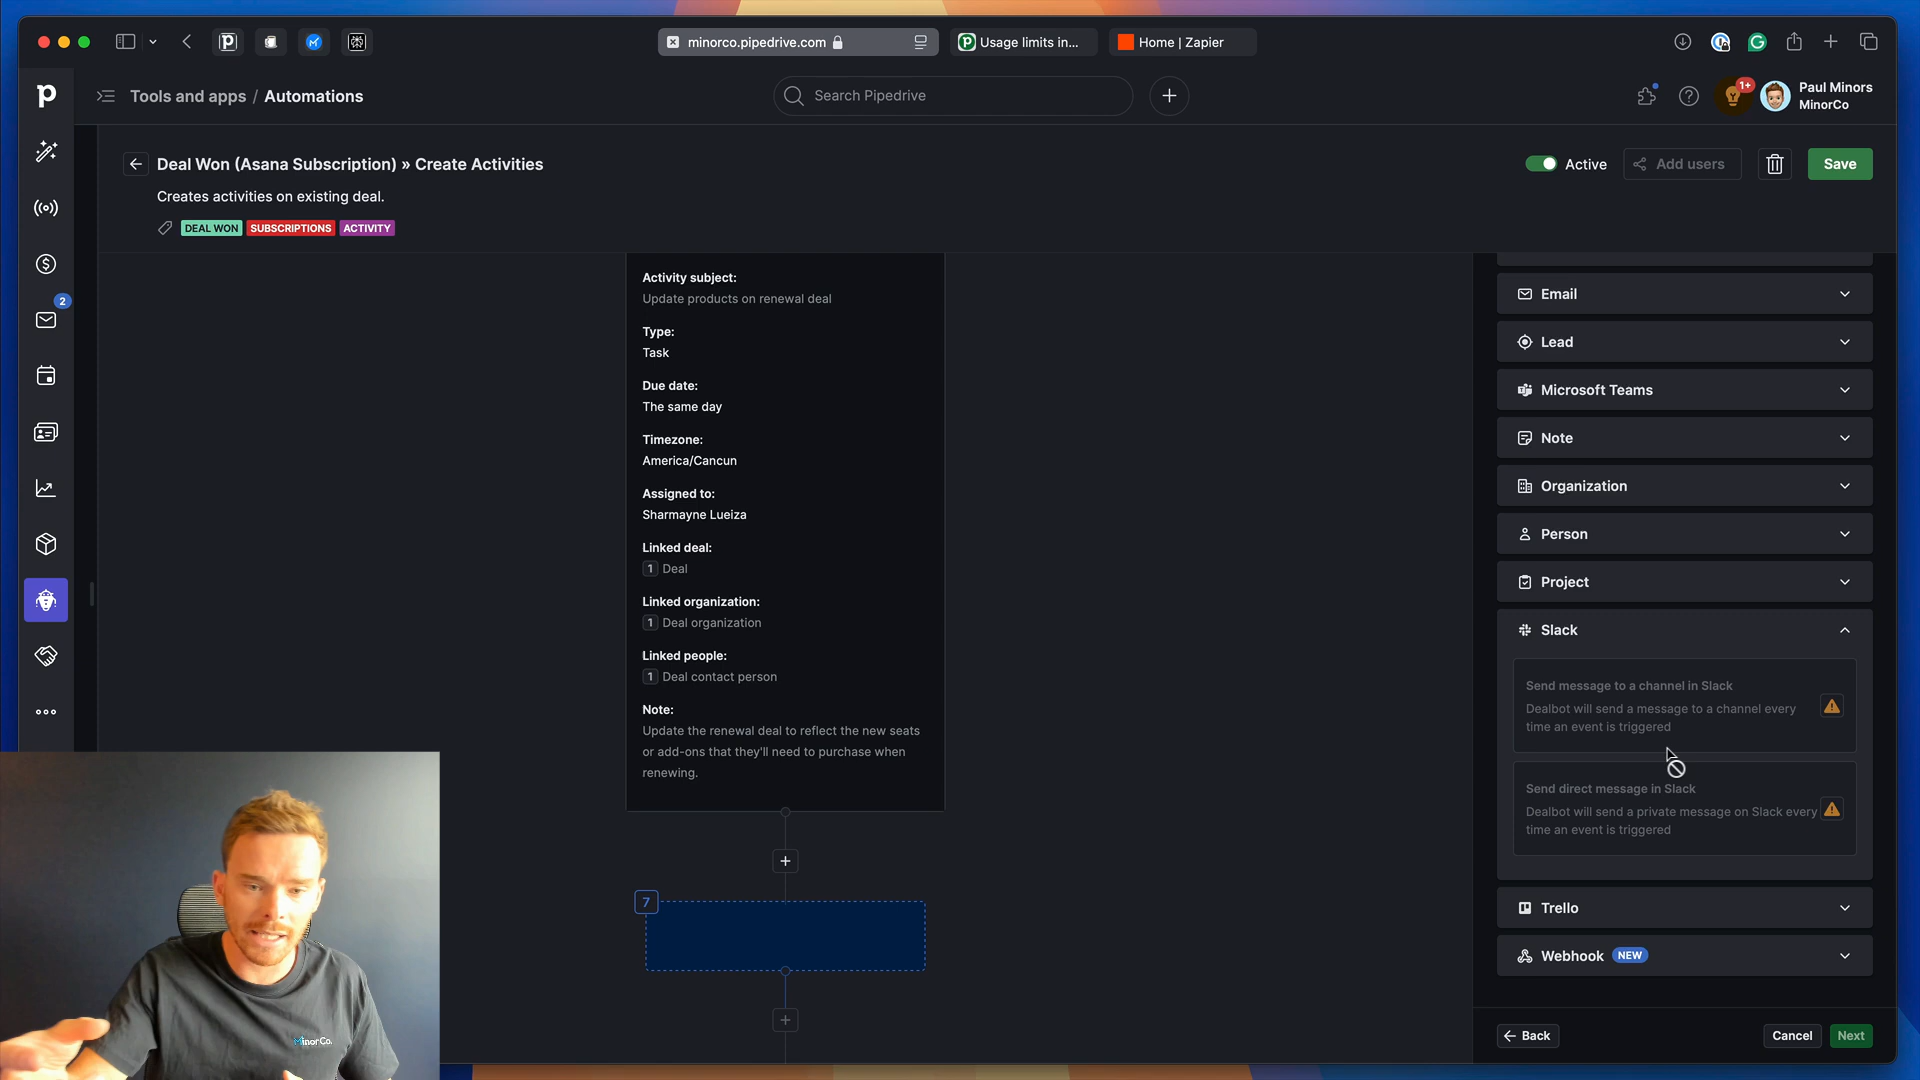 minorco.pipedrive.com
Usage limits in...
Home | Zapier
Tools and apps / Automations
Search Pipedrive
1+
Paul Minors
MinorCo
Deal Won (Asana Subscription) » Create Activities
Active
Add users
Save
Creates activities on existing deal.
DEAL WON
SUBSCRIPTIONS
ACTIVITY
2
Activity subject:
Update products on renewal deal
Type:
Task
Due date:
The same day
Timezone:
America/Cancun
Assigned to:
Sharmayne Lueiza
Linked deal:
1 Deal
Linked organization:
1 Deal organization
Linked people:
1 Deal contact person
Note:
Update the renewal deal to reflect the new seats
or add-ons that they'll need to purchase when
renewing.
7
Email
Lead
Microsoft Teams
Note
Organization
Person
Project
Slack
Send message to a channel in Slack
Dealbot will send a message to a channel every
time an event is triggered
Send direct message in Slack
Dealbot will send a private message on Slack every
time an event is triggered
Trello
Webhook NEW
Back
Cancel
Next
MinorCo.